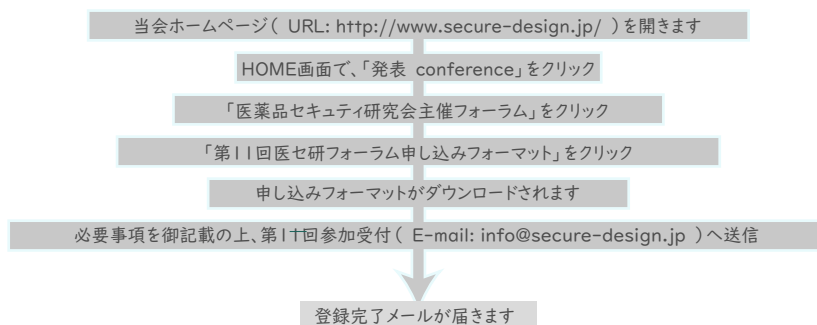 当会ホームページ( URL: http://www.secure-design.jp/ )を開きます
HOME画面で、「発表 conference」をクリック
「医薬品セキュティ研究会主催フォーラム」をクリック
「第11回医セ研フォーラム申し込みフォーマット」をクリック
申し込みフォーマットがダウンロードされます
必要事項を御記載の上、第11回参加受付( E-mail: info@secure-design.jp )へ送信
登録完了メールが届きます